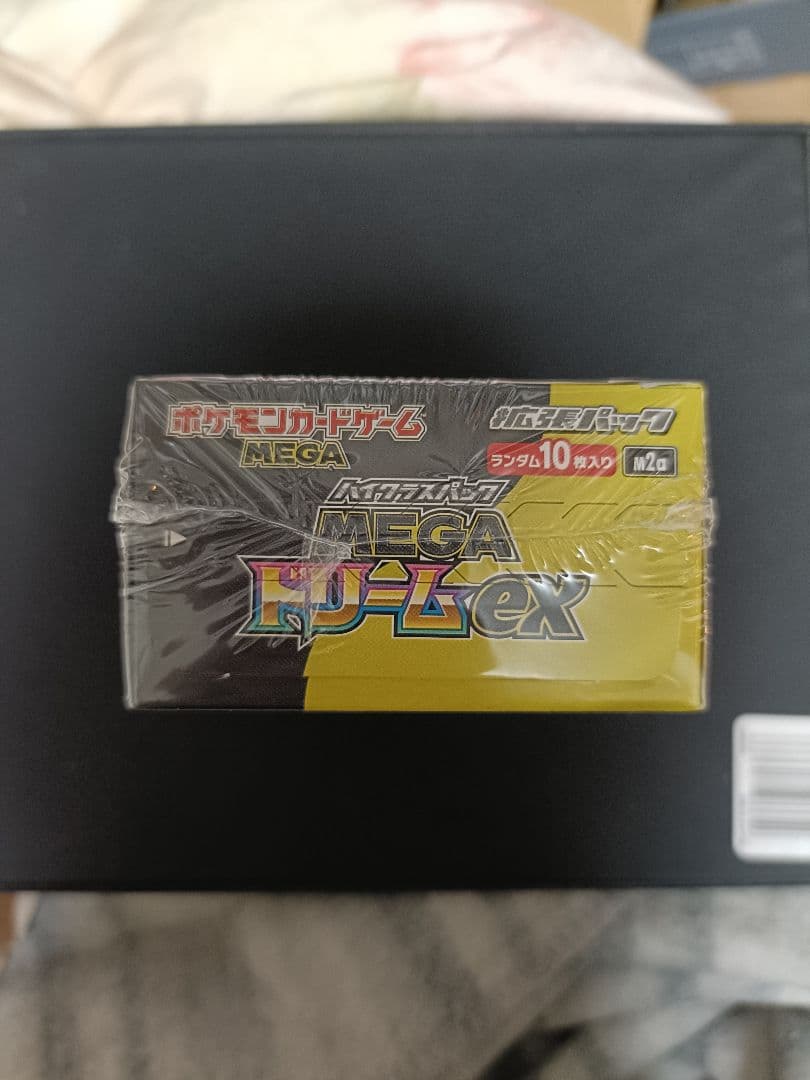 ポケモンカードゲーム
MEGA
拡張パック
ランダム10枚入り
M2a
ハイクラスパック
MEGA
ドリームex